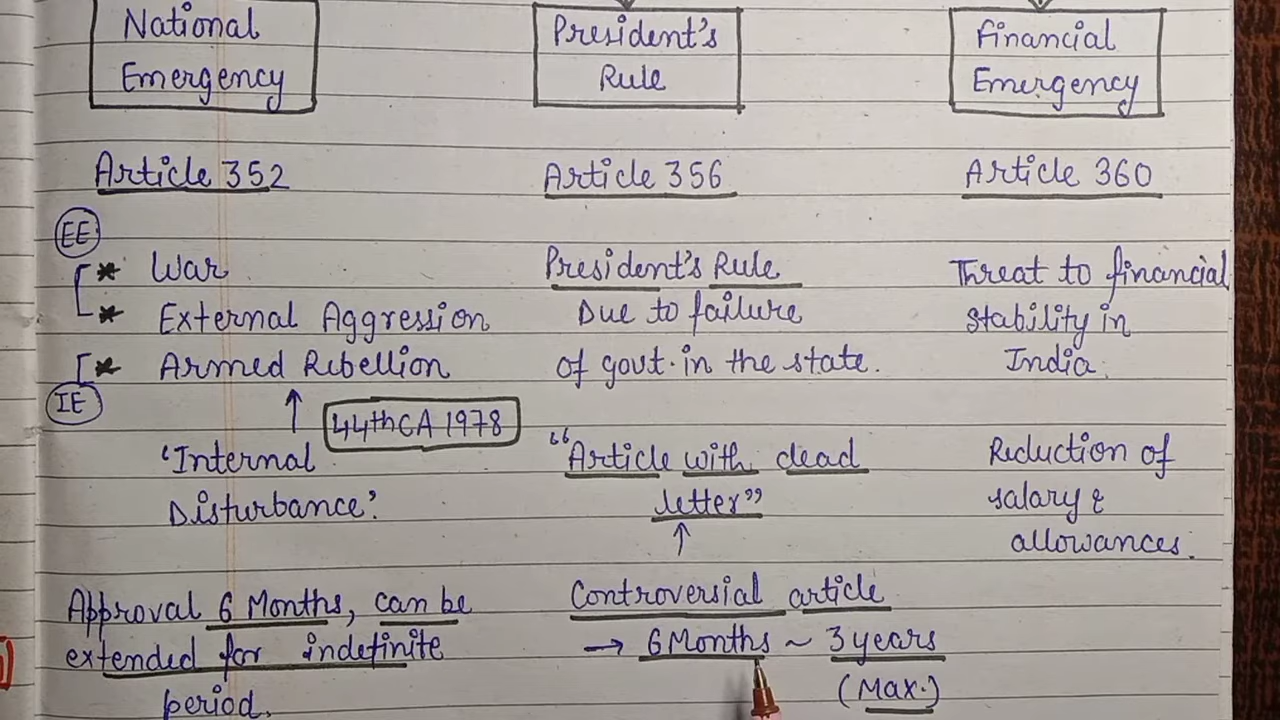 National
Emergency
President's
Rule
Financial
Emergency
Article 352
Article 356
Article 360
EE
* War
* External Aggression
* Armed Rebellion
IE
↑
44th CA 1978
'Internal
Disturbance'
Approval 6 Months, can be
extended for indefinite
period.
President's Rule
Due to failure
of govt. in the state.
"Article with dead
letter"
↑
Controversial article
→ 6 Months ~ 3 years
(Max.)
Threat to financial
stability in
India.
Reduction of
salary &
allowances.